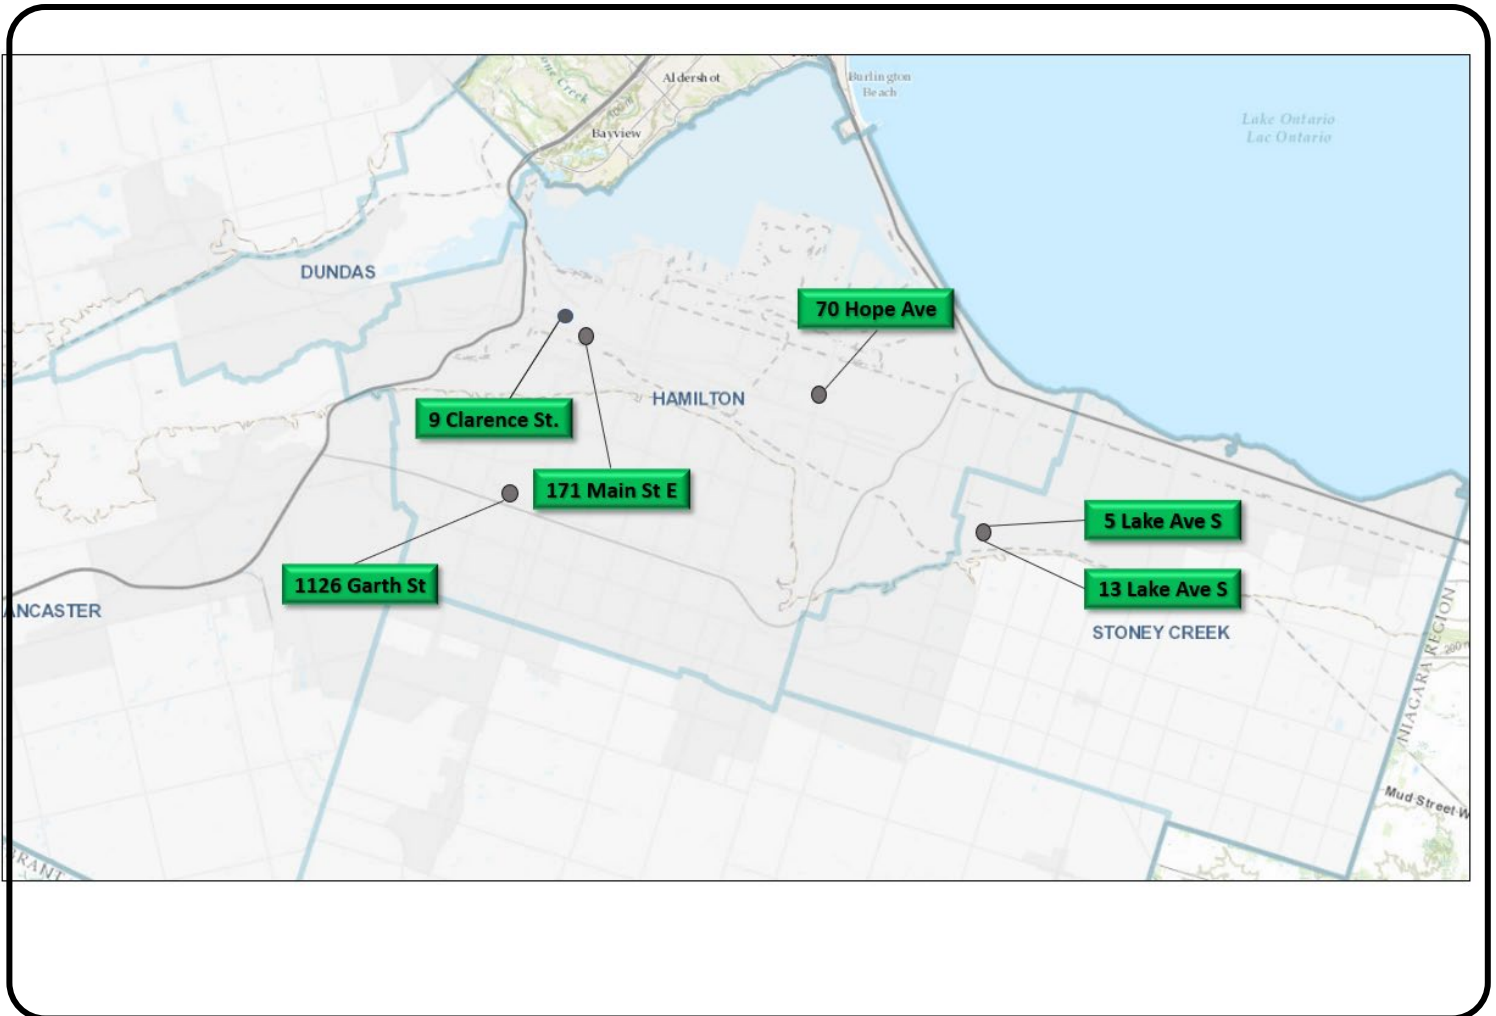 Aldershot
Burlington
Beach
Bayview
Lake Ontario
Lac Ontario
DUNDAS
70 Hope Ave
HAMILTON
9 Clarence St.
171 Main St E
5 Lake Ave S
1126 Garth St
13 Lake Ave S
ANCASTER
STONEY CREEK
NIAGARA REGION
Mud Street W
BRANT